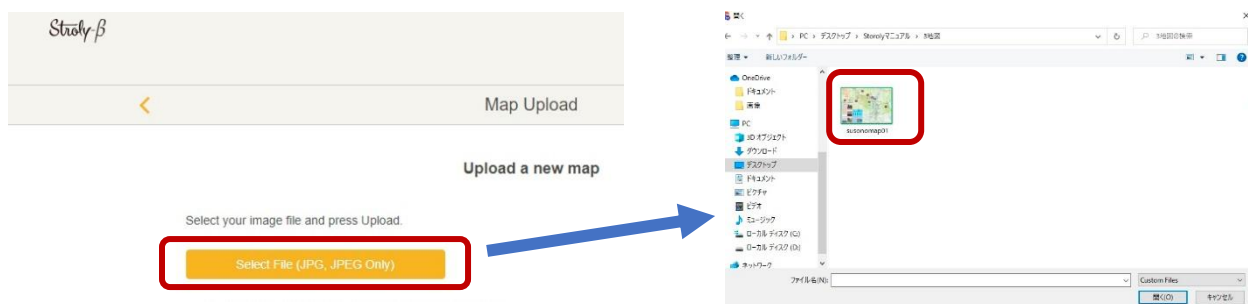 Stroly-β
Map Upload
Upload a new map
Select your image file and press Upload.
Select File (JPG, JPEG Only)
開く
PC › デスクトップ › Storolyマニュアル › 3地図
3地図の検索
整理
新しいフォルダー
OneDrive
ドキュメント
画像
PC
3D オブジェクト
ダウンロード
デスクトップ
ドキュメント
ピクチャ
ビデオ
ミュージック
ローカル ディスク (C:)
ローカル ディスク (D:)
ネットワーク
susonomap01
ファイル名(N):
Custom Files
開く(O)
キャンセル